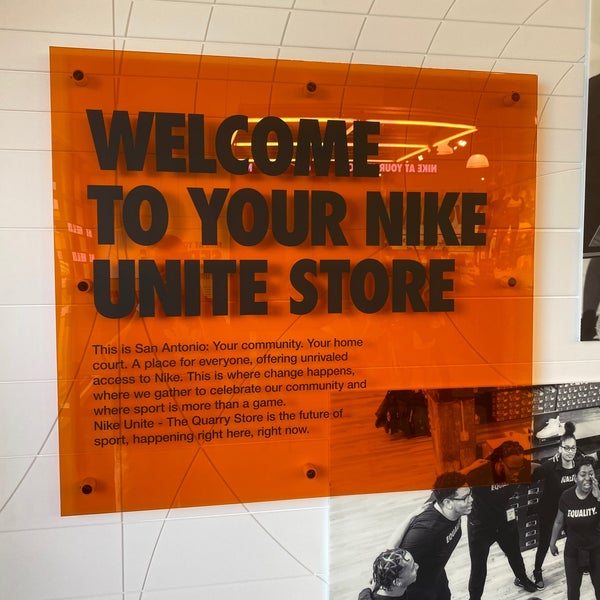 WELCOME
TO YOUR NIKE
UNITE STORE
This is San Antonio: Your community. Your home
court. A place for everyone, offering unrivaled
access to Nike. This is where change happens,
where we gather to celebrate our community and
where sport is more than a game.
Nike Unite - The Quarry Store is the future of
sport, happening right here, right now.
EQUALITY.